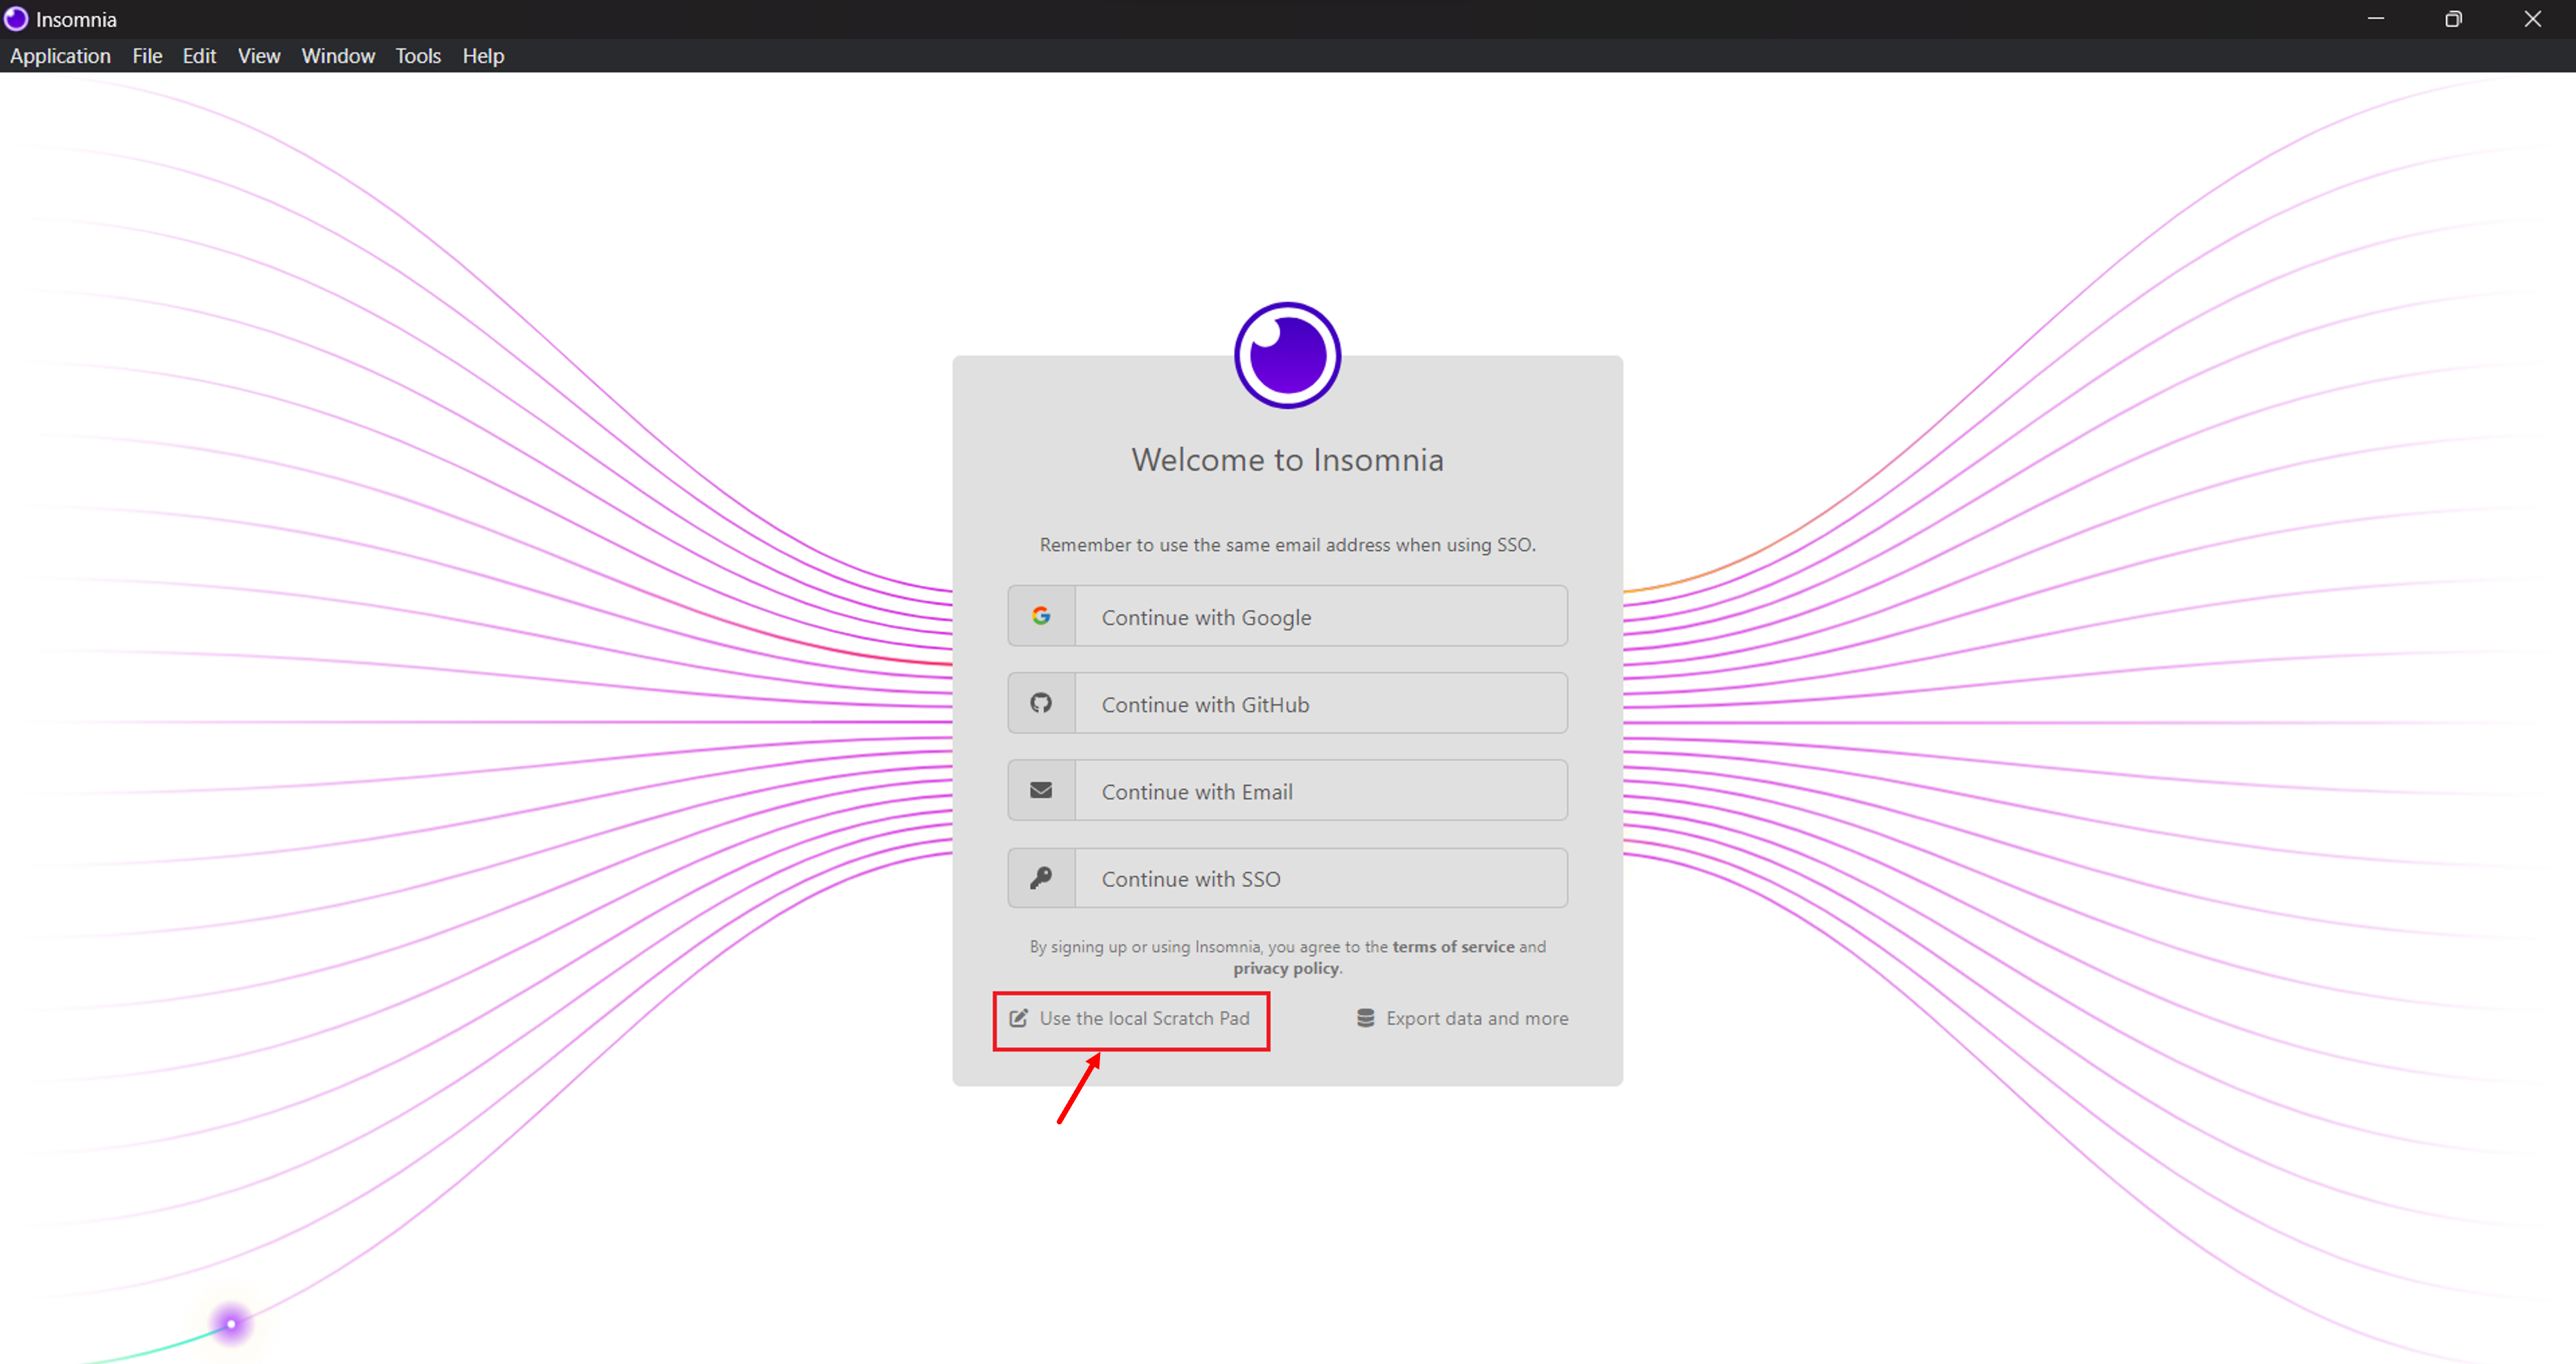 Insomnia
Application File Edit View Window Tools Help
Welcome to Insomnia
Remember to use the same email address when using SSO.
Continue with Google
Continue with GitHub
Continue with Email
Continue with SSO
By signing up or using Insomnia, you agree to the terms of service and
privacy policy.
Use the local Scratch Pad
Export data and more